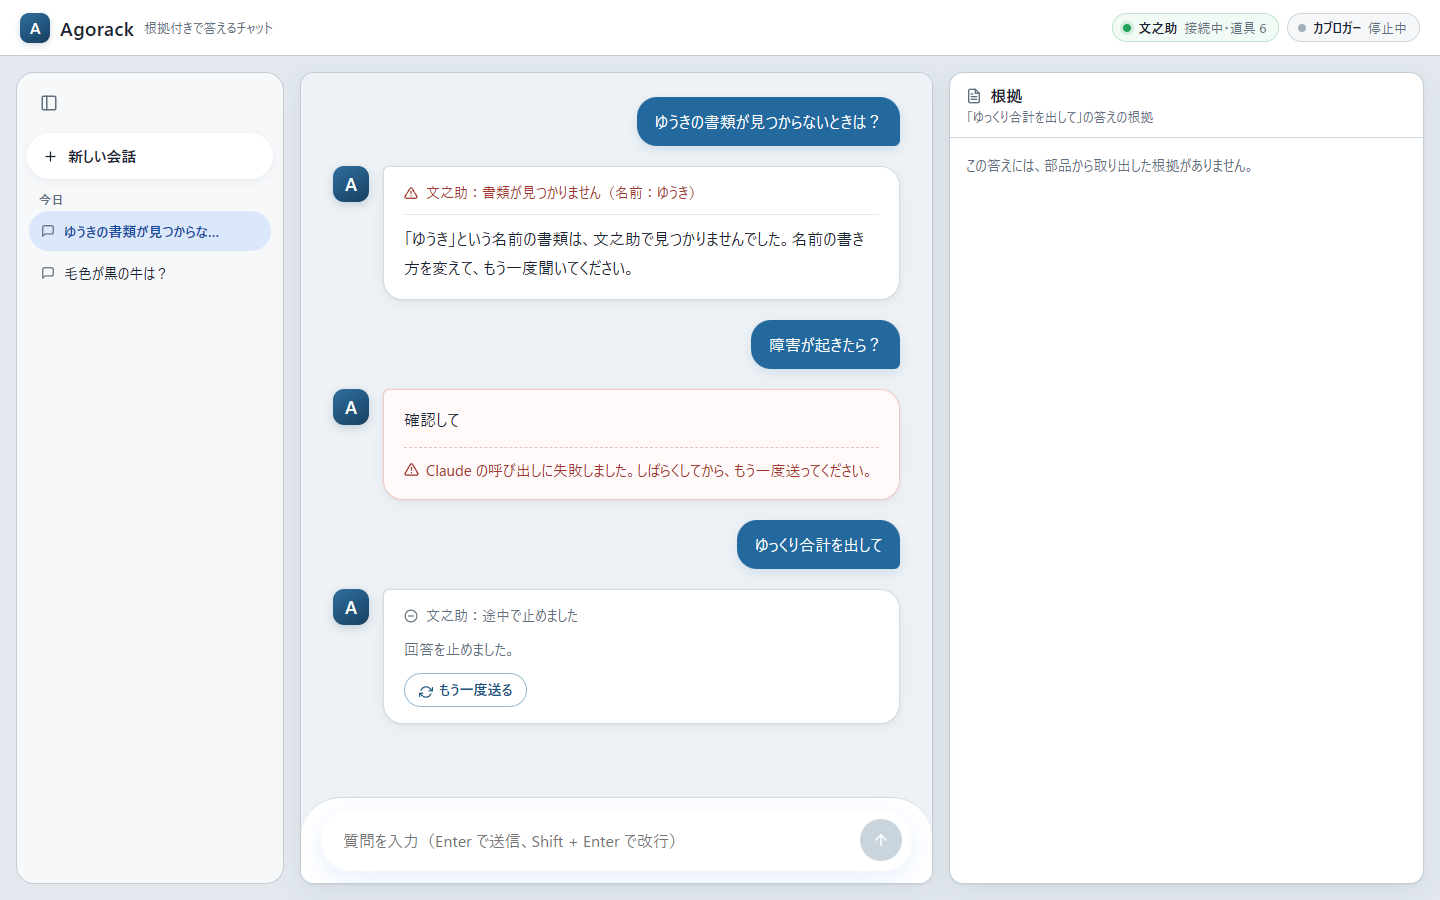 A Agorack 根拠付きで答えるチャット
文之助 接続中・道具 6
カブロガー 停止中
新しい会話
今日
ゆうきの書類が見つからな...
毛色が黒の牛は？
ゆうきの書類が見つからないときは？
A
文之助：書類が見つかりません（名前：ゆうき）
「ゆうき」という名前の書類は、文之助で見つかりませんでした。名前の書き
方を変えて、もう一度聞いてください。
障害が起きたら？
A
確認して
Claude の呼び出しに失敗しました。しばらくしてから、もう一度送ってください。
ゆっくり合計を出して
A
文之助：途中で止めました
回答を止めました。
もう一度送る
質問を入力（Enter で送信、Shift + Enter で改行）
根拠
「ゆっくり合計を出して」の答えの根拠
この答えには、部品から取り出した根拠がありません。